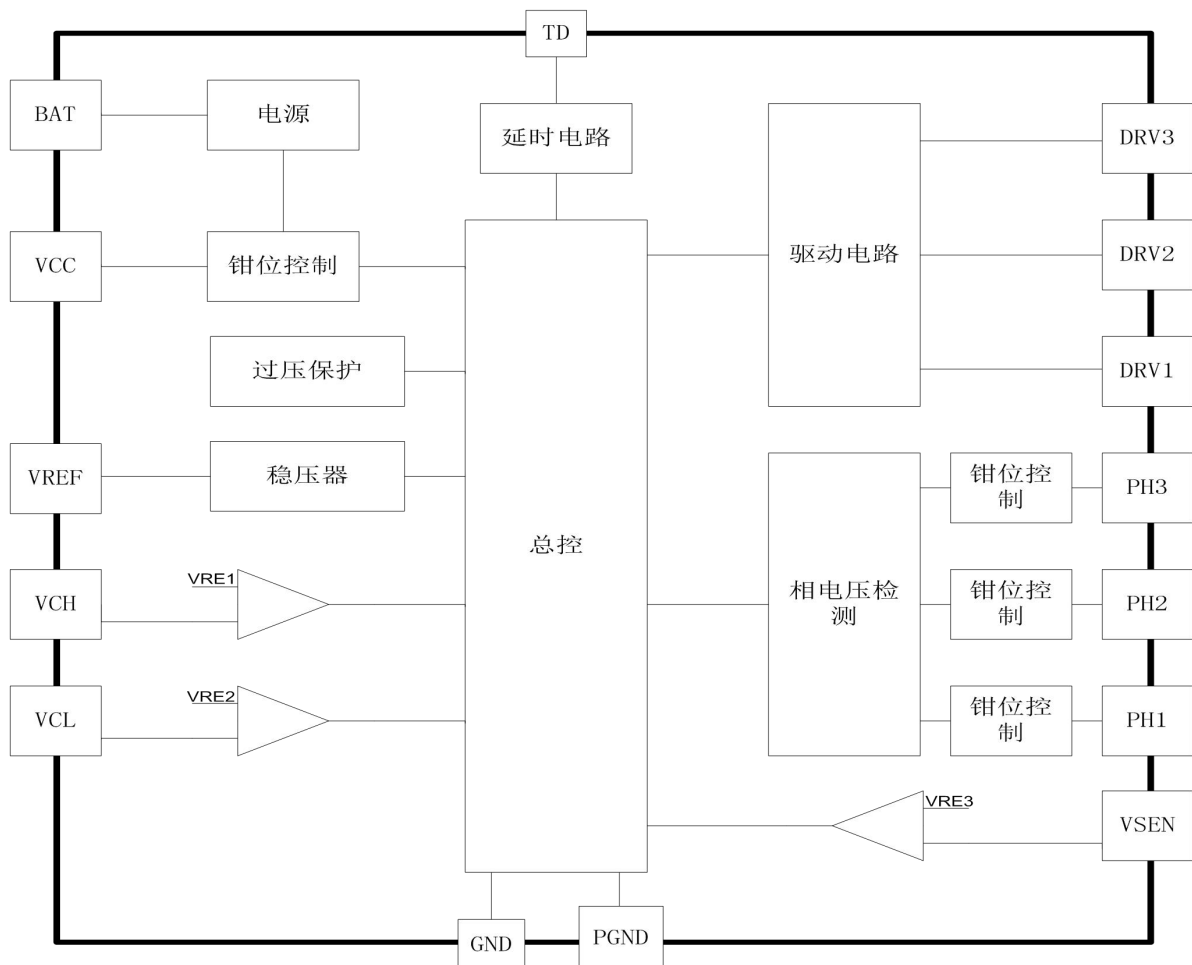 TD
BAT
电源
延时电路
DRV3
VCC
钳位控制
驱动电路
DRV2
过压保护
DRV1
VREF
稳压器
钳位控
制
PH3
总控
VRE1
VCH
相电压检
测
钳位控
制
PH2
VRE2
VCL
钳位控
制
PH1
VRE3
VSEN
GND
PGND